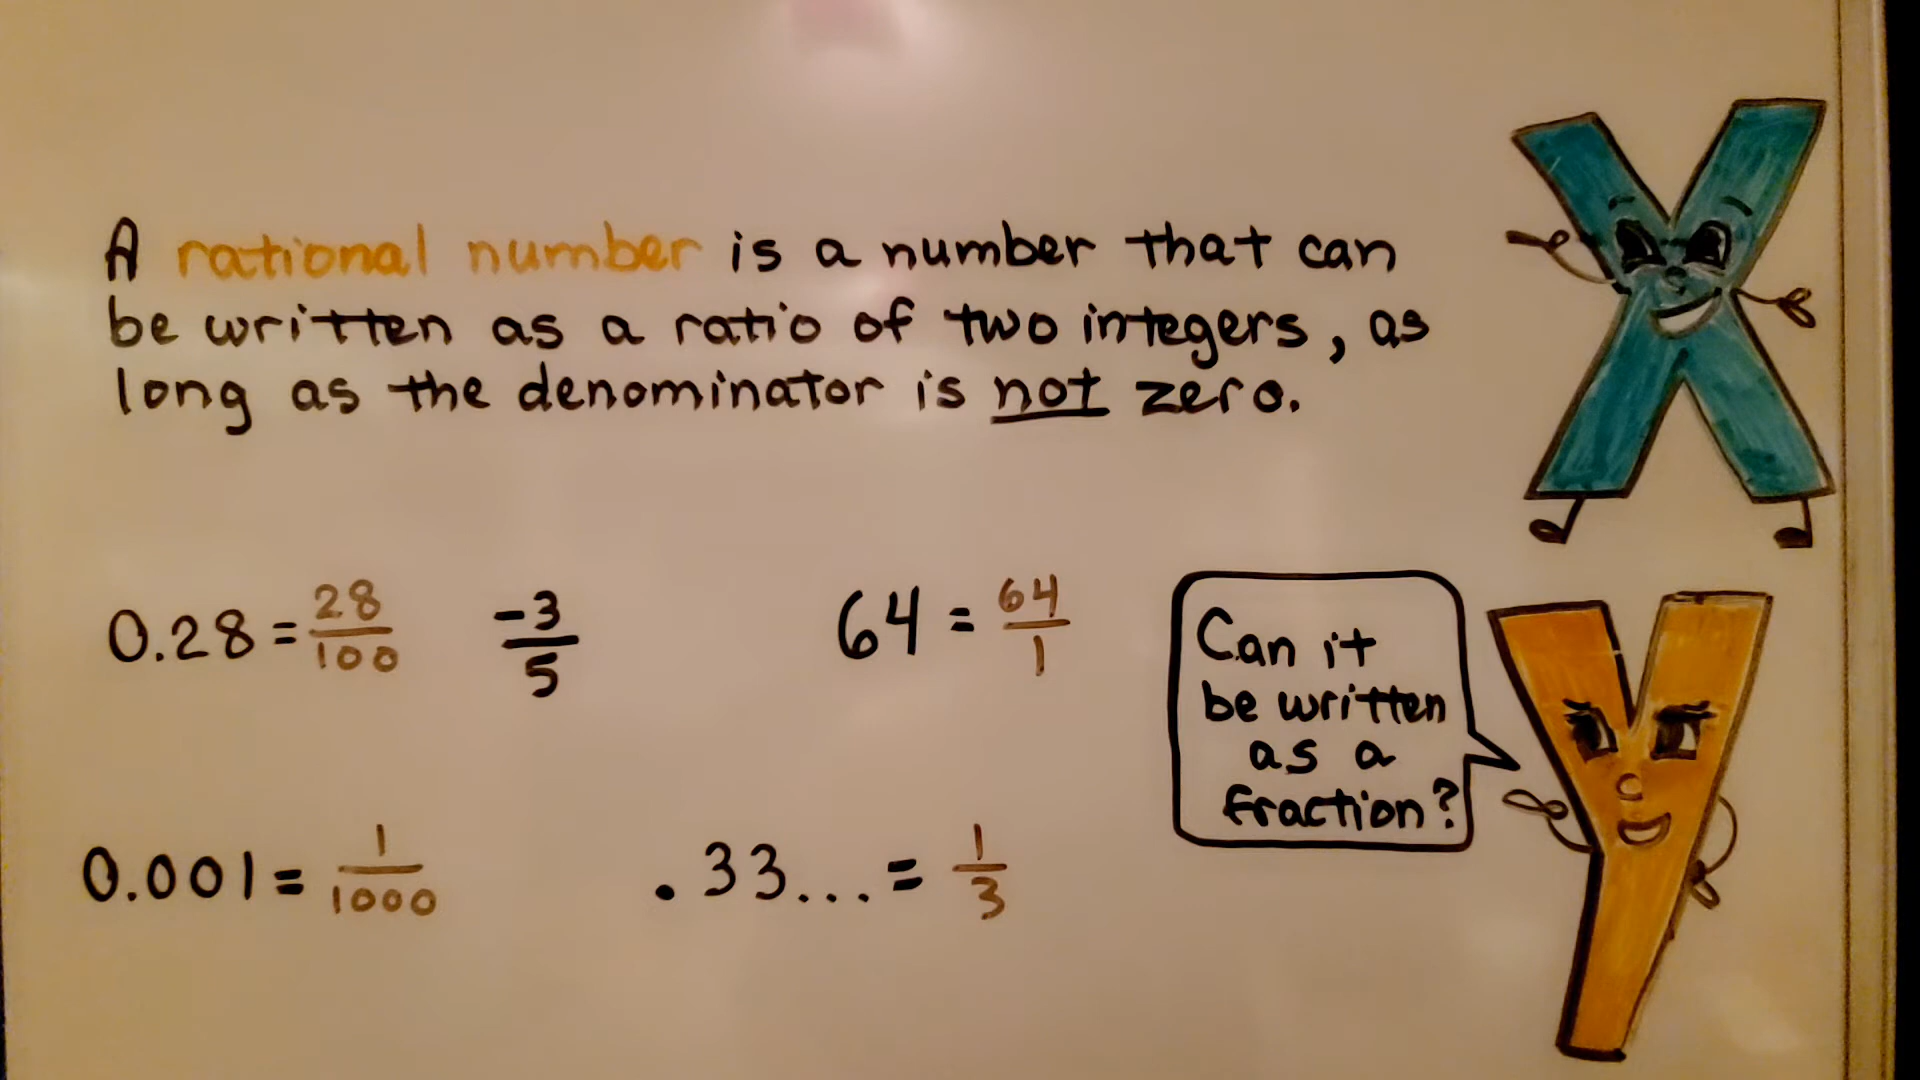 A rational number is a number that can
be written as a ratio of two integers, as
long as the denominator is not zero.
0.28 = 28/100
-3/5
64 = 64/1
Can it
be written
as a
fraction?
0.001 = 1/1000
.33... = 1/3
X
Y